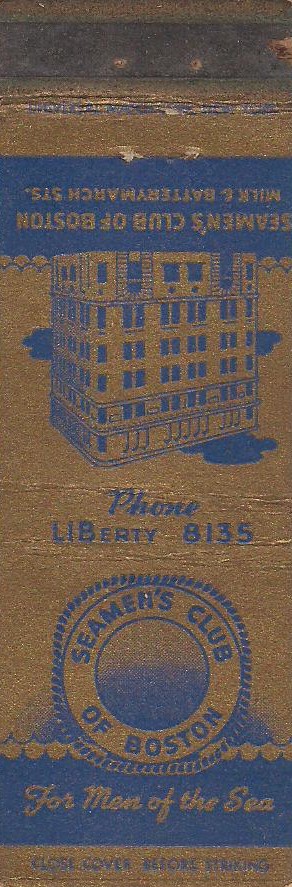 SEAMEN'S CLUB OF BOSTON
MILK & BATTERYMARCH STS.
Phone
LIBERTY 8135
SEAMEN'S CLUB
OF BOSTON
For Men of the Sea
CLOSE COVER BEFORE STRIKING